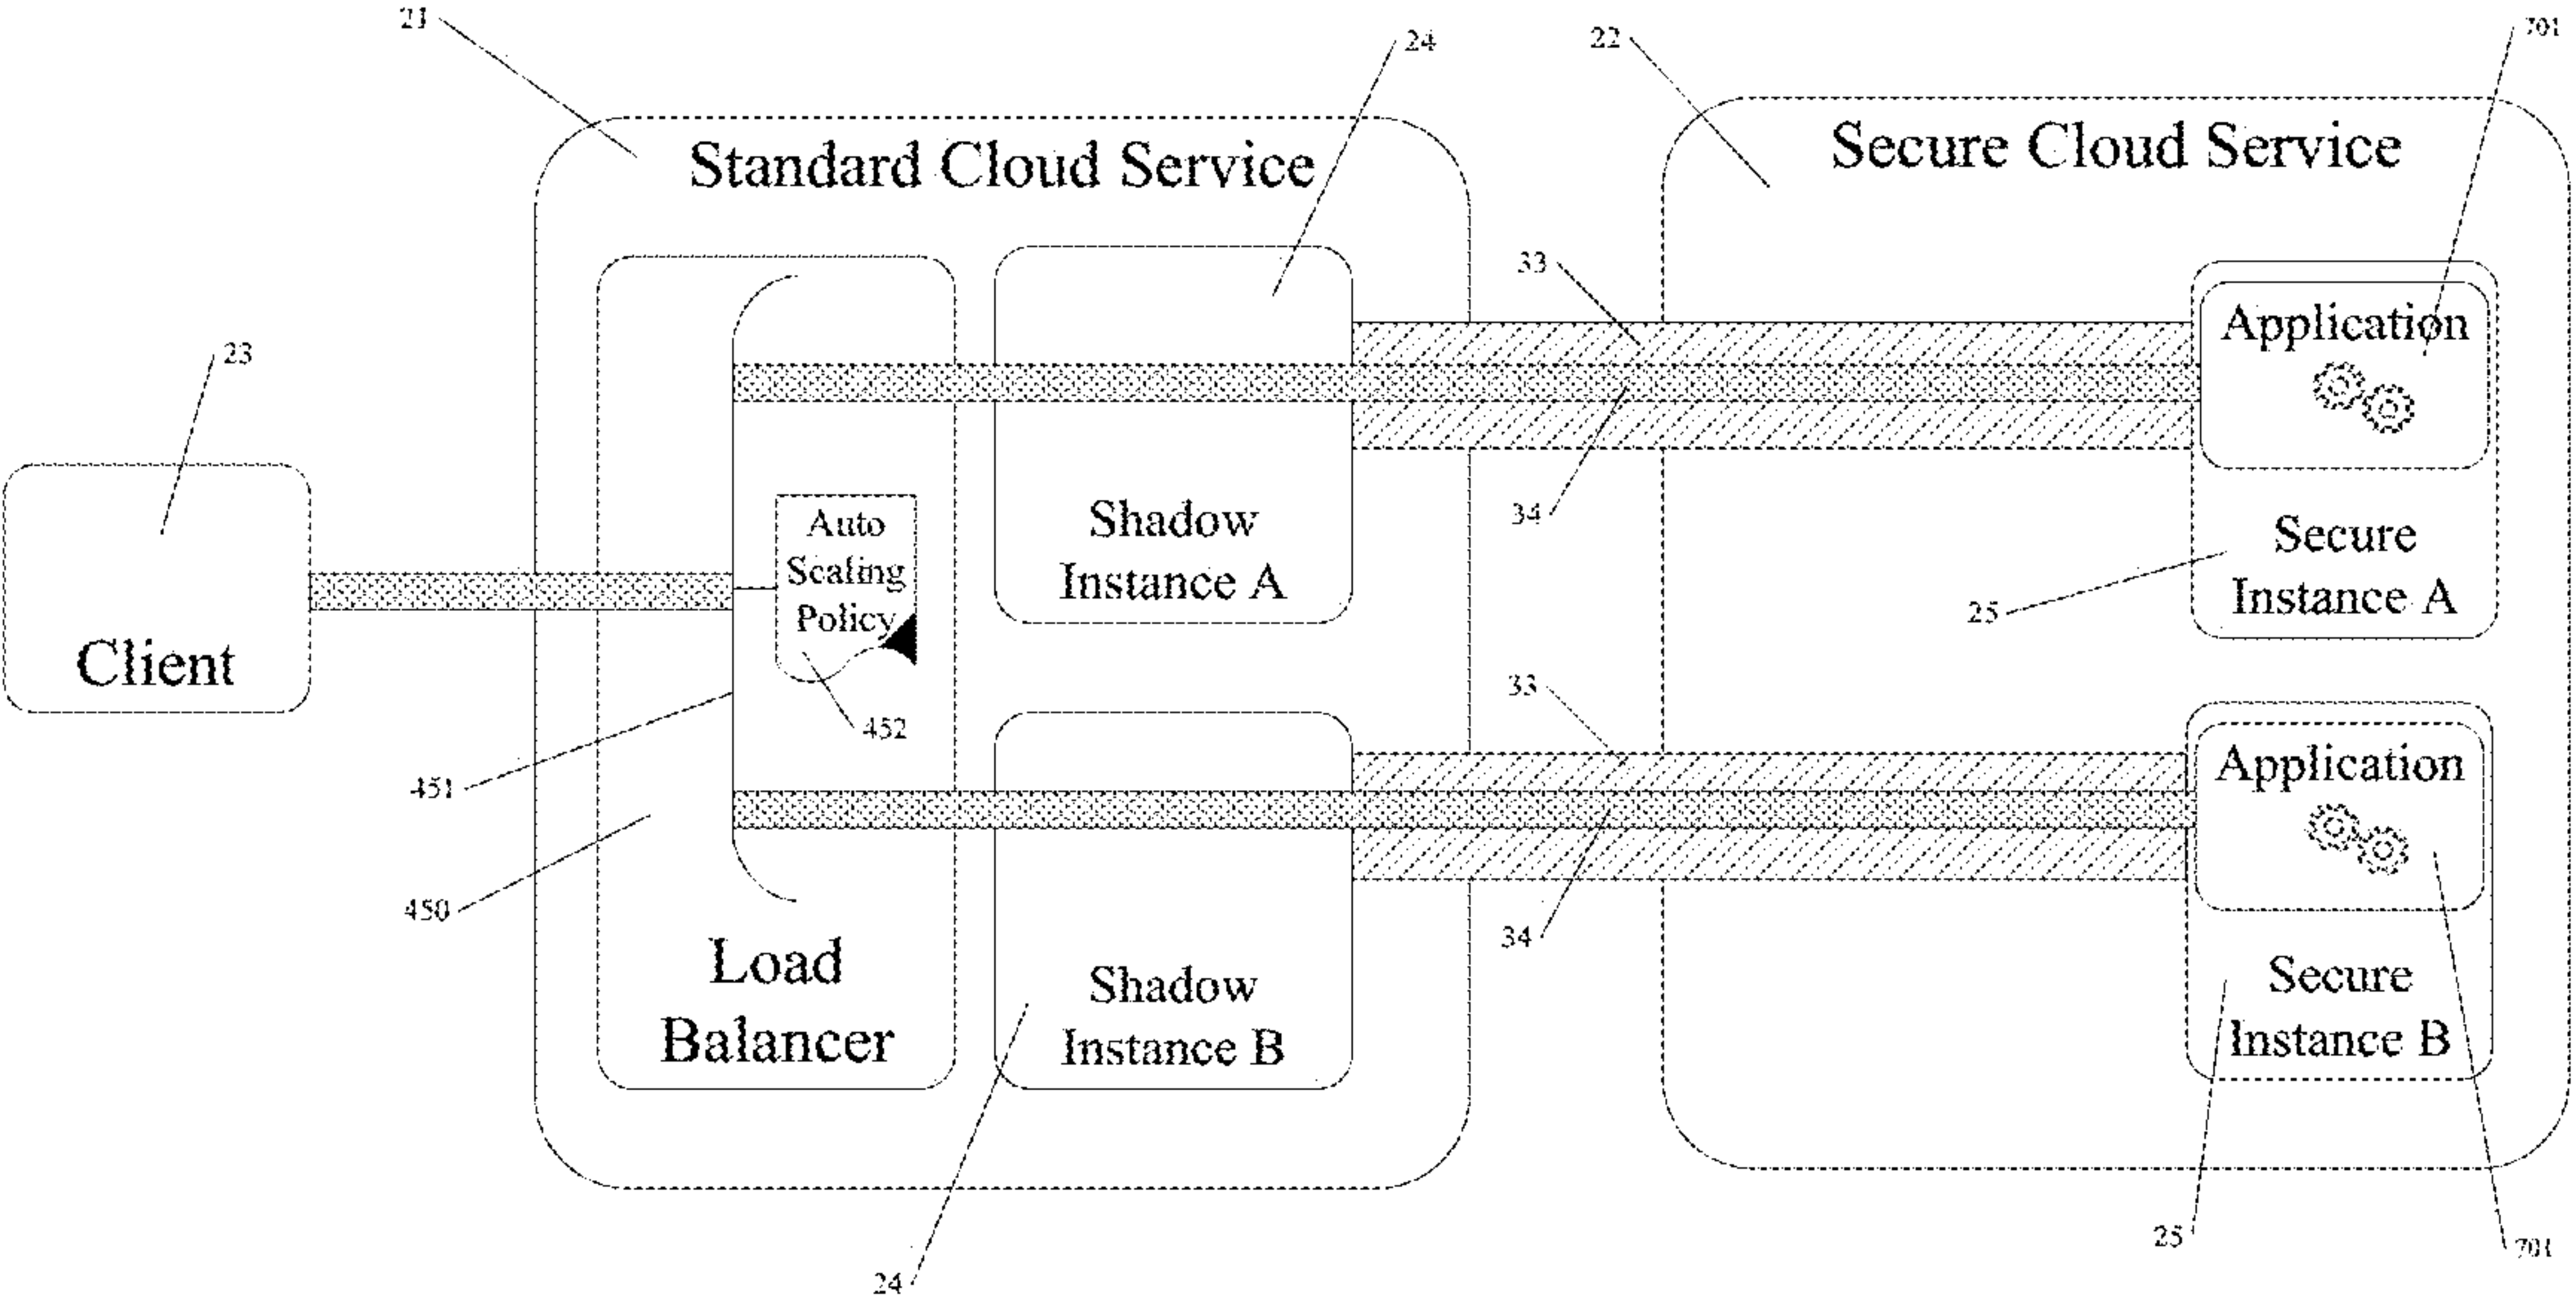 21
24
22
701
Standard Cloud Service
Secure Cloud Service
33
23
Application
34
Auto
Scaling
Policy
Shadow
Instance A
Secure
Instance A
25
Client
33
452
451
Application
450
34
Load
Balancer
Shadow
Instance B
Secure
Instance B
25
24
701